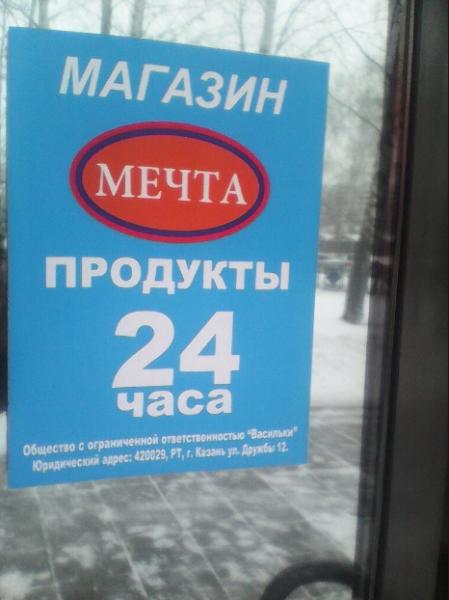 МАГАЗИН
МЕЧТА
ПРОДУКТЫ
24
часа
Общество с ограниченной ответственностью "Васильки"
Юридический адрес: 420029, РТ, г. Казань ул. Дружбы 12.